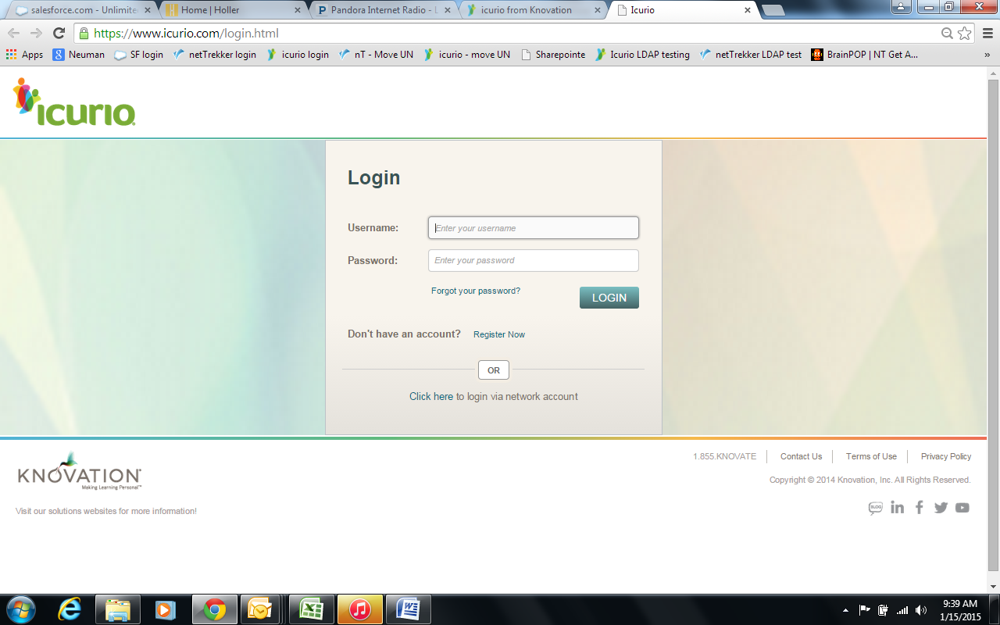 salesforce.com - Unlimite
Home | Holler
Pandora Internet Radio - L
icurio from Knovation
Icurio
https://www.icurio.com/login.html
Apps
Neuman
SF login
netTrekker login
icurio login
nT - Move UN
icurio - move UN
Sharepointe
Icurio LDAP testing
netTrekker LDAP test
BrainPOP | NT Get A...
»
icurio
Login
Username:
Enter your username
Password:
Enter your password
Forgot your password?
LOGIN
Don't have an account? Register Now
OR
Click here to login via network account
KNOVATION
Making Learning Personal™
Visit our solutions websites for more information!
1.855.KNOVATE
Contact Us
Terms of Use
Privacy Policy
Copyright © 2014 Knovation, Inc. All Rights Reserved.
BLOG
9:39 AM
1/15/2015